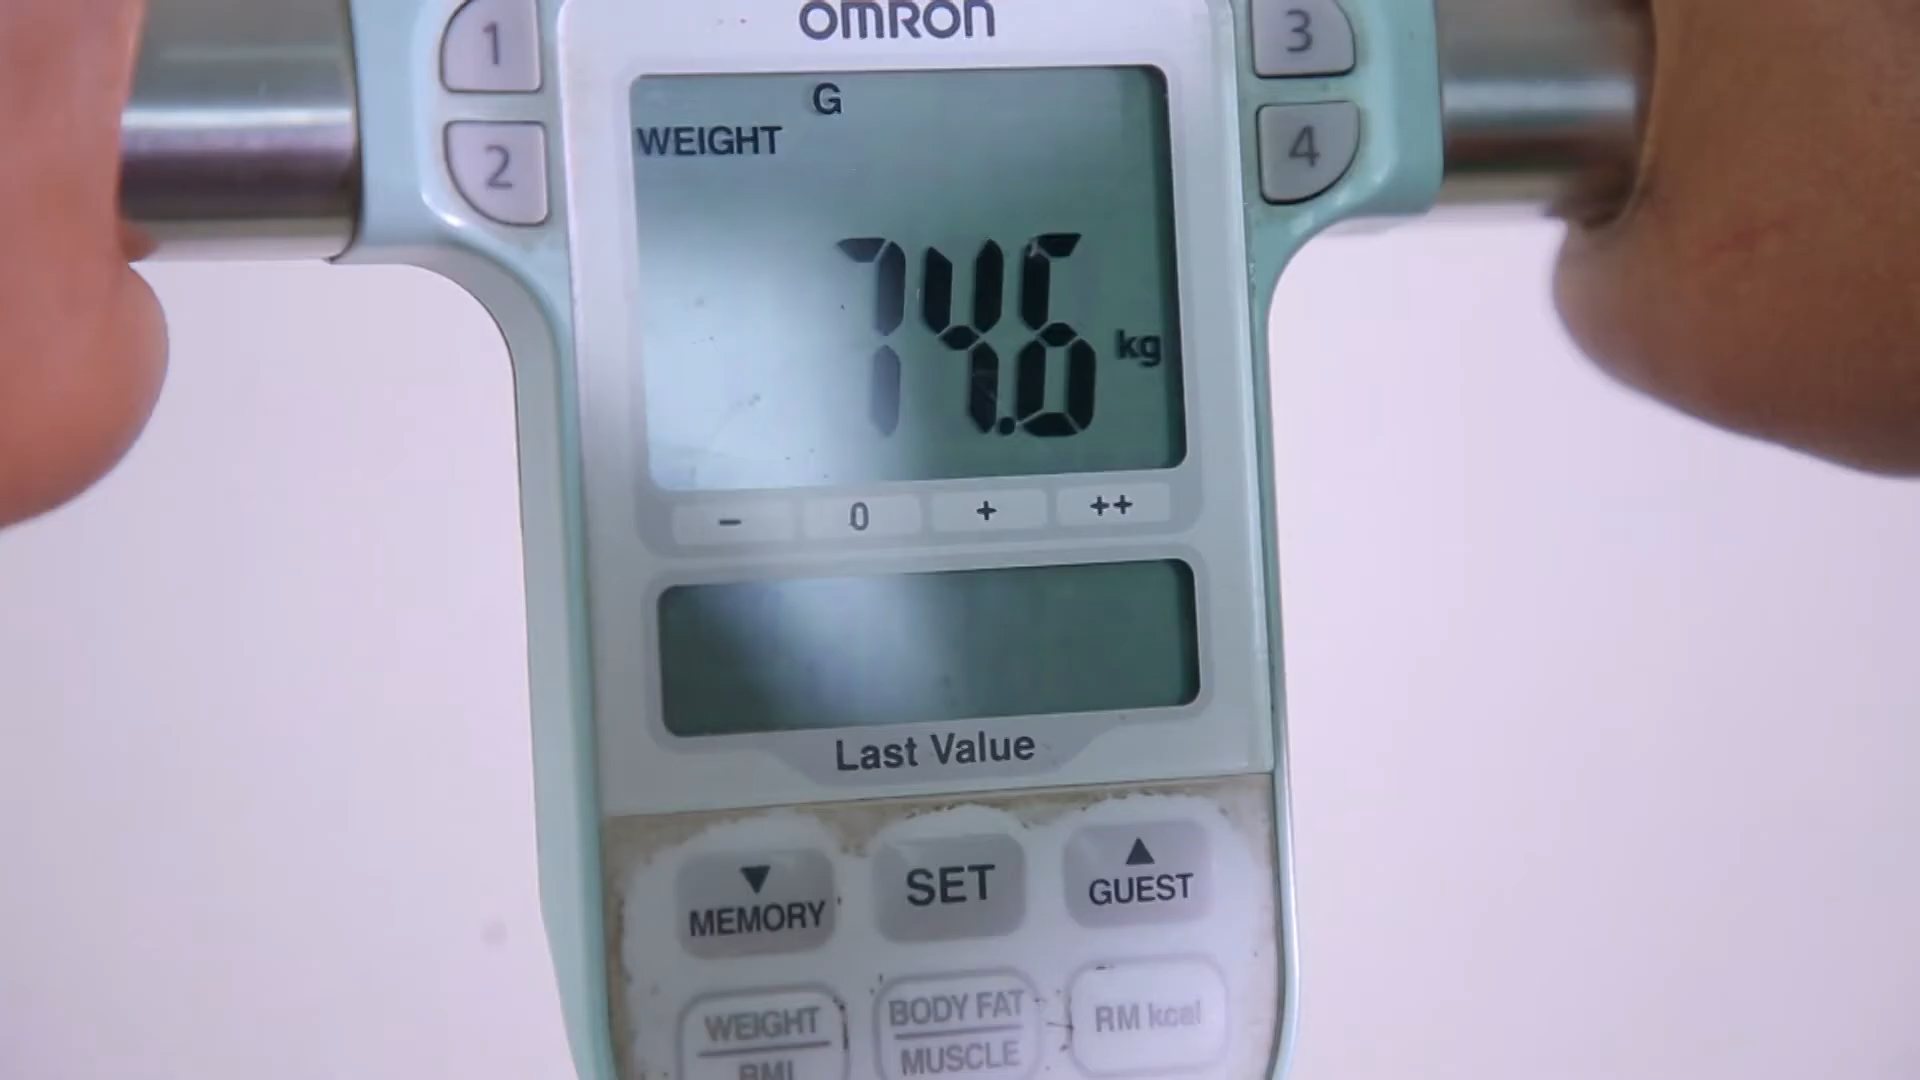 OMRON
1
2
3
4
G
WEIGHT
74.6 kg
− 0 + ++
Last Value
▼ SET ▲
MEMORY GUEST
WEIGHT BODY FAT RM kcal
BMI MUSCLE